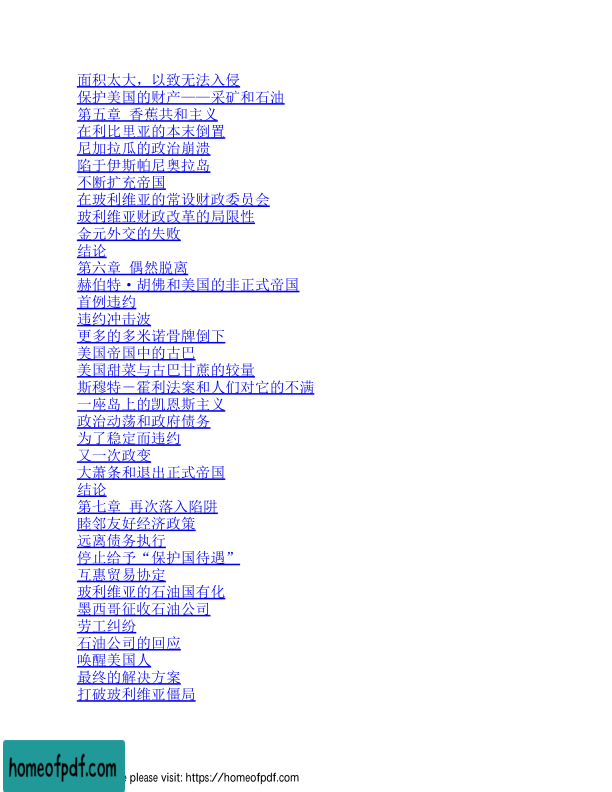 面积太大，以致无法入侵
保护美国的财产——采矿和石油
第五章 香蕉共和主义
在利比里亚的本末倒置
尼加拉瓜的政治崩溃
陷于伊斯帕尼奥拉岛
不断扩充帝国
在玻利维亚的常设财政委员会
玻利维亚财政改革的局限性
金元外交的失败
结论
第六章 偶然脱离
赫伯特·胡佛和美国的非正式帝国
首例违约
违约冲击波
更多的多米诺骨牌倒下
美国帝国中的古巴
美国甜菜与古巴甘蔗的较量
斯穆特－霍利法案和人们对它的不满
一座岛上的凯恩斯主义
政治动荡和政府债务
为了稳定而违约
又一次政变
大萧条和退出正式帝国
结论
第七章 再次落入陷阱
睦邻友好经济政策
远离债务执行
停止给予“保护国待遇”
互惠贸易协定
玻利维亚的石油国有化
墨西哥征收石油公司
劳工纠纷
石油公司的回应
唤醒美国人
最终的解决方案
打破玻利维亚僵局
homeofpdf.com
e please visit: https://homeofpdf.com